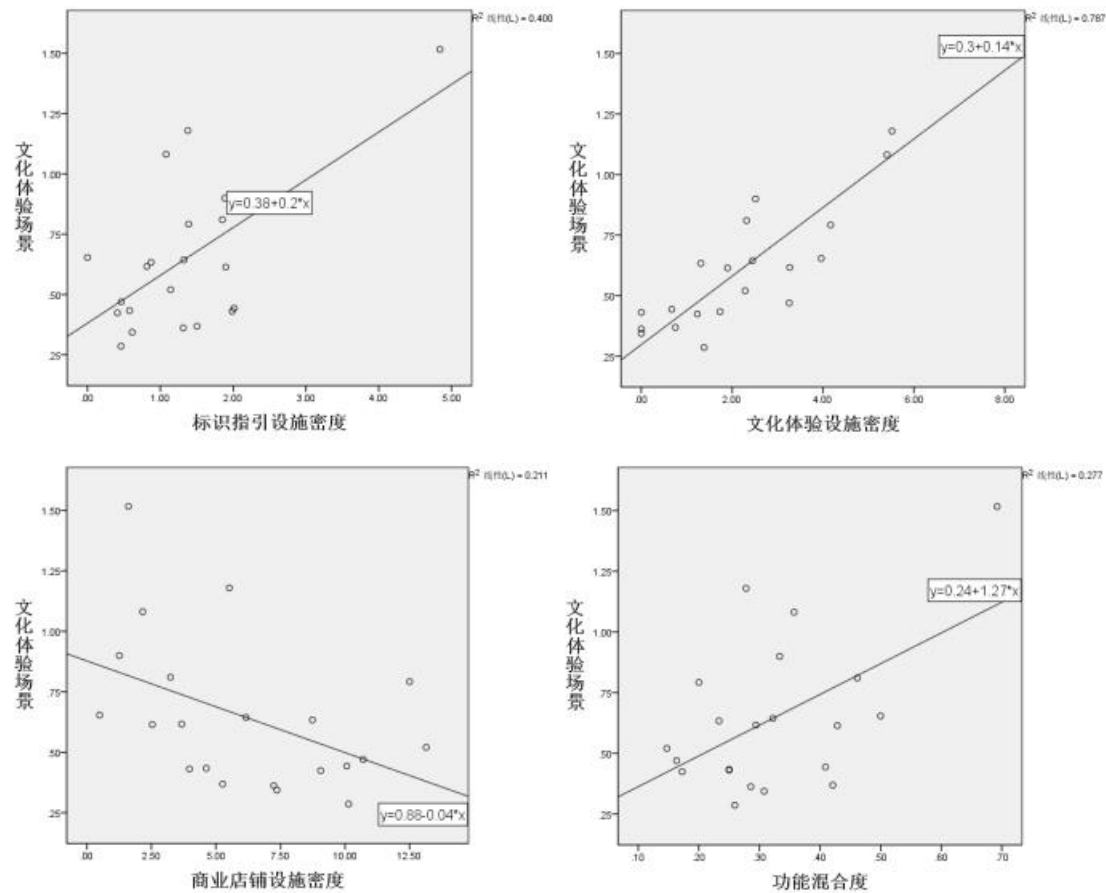 R² 线性(L) = 0.400
y=0.38+0.2*x
文化体验场景
1.50
1.25
1.00
.75
.50
.25
.00 1.00 2.00 3.00 4.00 5.00
标识指引设施密度
R² 线性(L) = 0.787
y=0.3+0.14*x
文化体验场景
1.50
1.25
1.00
.75
.50
.25
.00 2.00 4.00 6.00 8.00
文化体验设施密度
R² 线性(L) = 0.211
文化体验场景
1.50
1.25
1.00
.75
.50
.25
y=0.88-0.04*x
.00 2.50 5.00 7.50 10.00 12.50
商业店铺设施密度
R² 线性(L) = 0.277
y=0.24+1.27*x
文化体验场景
1.50
1.25
1.00
.75
.50
.25
.10 .20 .30 .40 .50 .60 .70
功能混合度